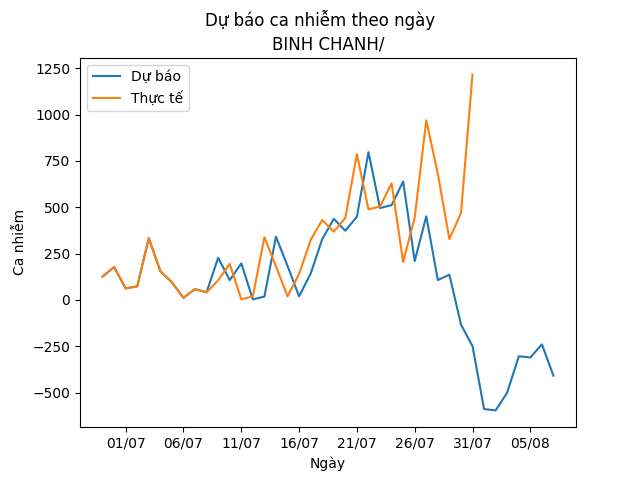 Dự báo ca nhiễm theo ngày
BINH CHANH/
Dự báo
Thực tế
Ca nhiễm
1250
1000
750
500
250
0
−250
−500
01/07 06/07 11/07 16/07 21/07 26/07 31/07 05/08
Ngày